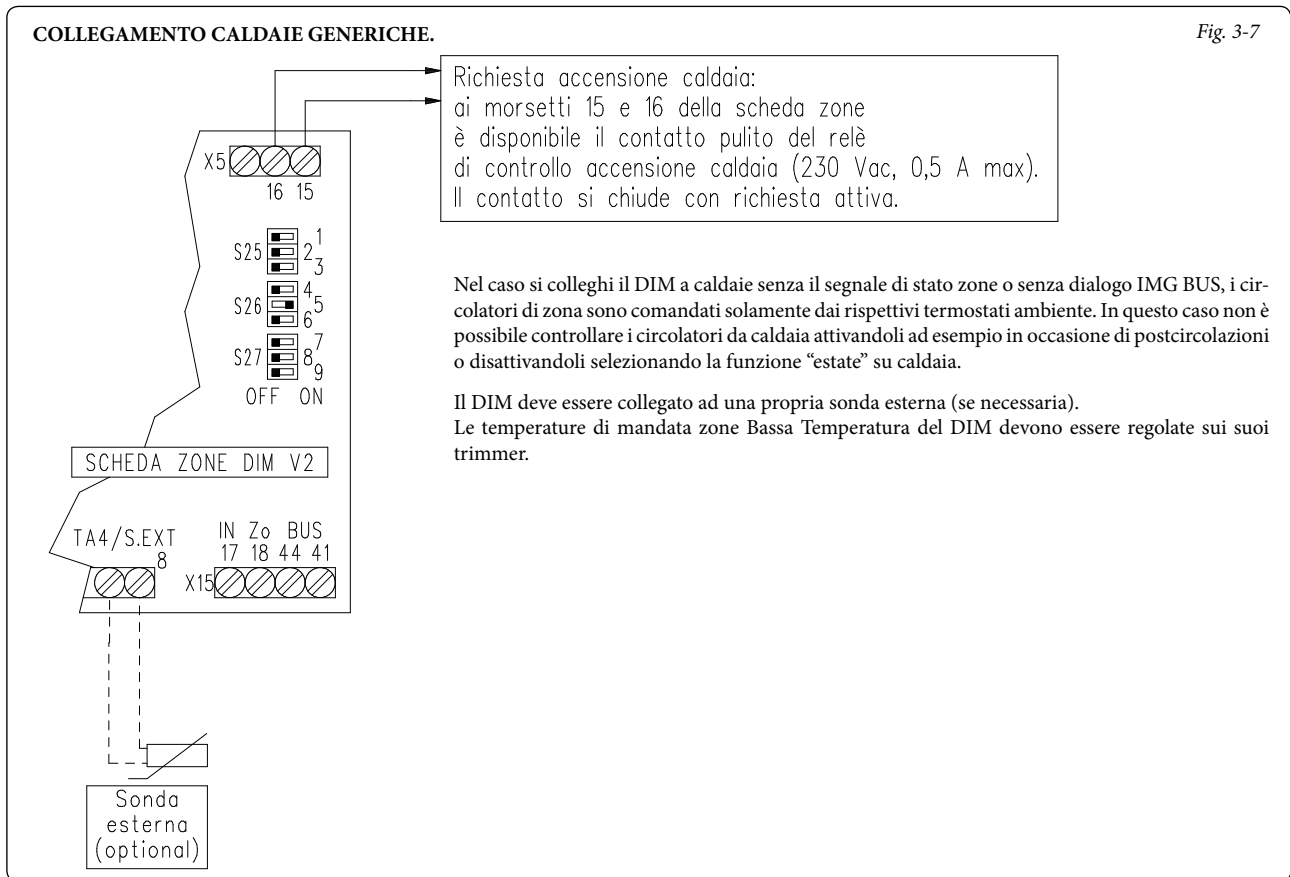 COLLEGAMENTO CALDAIE GENERICHE.
Fig. 3-7
Richiesta accensione caldaia:
ai morsetti 15 e 16 della scheda zone
è disponibile il contatto pulito del relè
di controllo accensione caldaia (230 Vac, 0,5 A max).
Il contatto si chiude con richiesta attiva.
X5
16 15
S25
1
2
3
S26
4
5
6
S27
7
8
9
OFF ON
Nel caso si colleghi il DIM a caldaie senza il segnale di stato zone o senza dialogo IMG BUS, i cir-
colatori di zona sono comandati solamente dai rispettivi termostati ambiente. In questo caso non è
possibile controllare i circolatori da caldaia attivandoli ad esempio in occasione di postcircolazioni
o disattivandoli selezionando la funzione “estate” su caldaia.
Il DIM deve essere collegato ad una propria sonda esterna (se necessaria).
Le temperature di mandata zone Bassa Temperatura del DIM devono essere regolate sui suoi
trimmer.
SCHEDA ZONE DIM V2
TA4/S.EXT
8
IN Zo BUS
17 18 44 41
X15
Sonda
esterna
(optional)